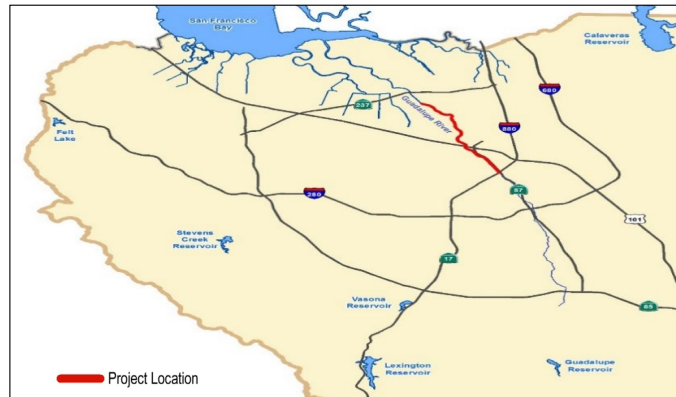 San Francisco
Bay
Calaveras
Reservoir
680
237
Guadalupe River
880
Felt
Lake
87
280
101
Stevens
Creek
Reservoir
17
Vasona
Reservoir
85
Lexington
Reservoir
Guadalupe
Reservoir
Project Location